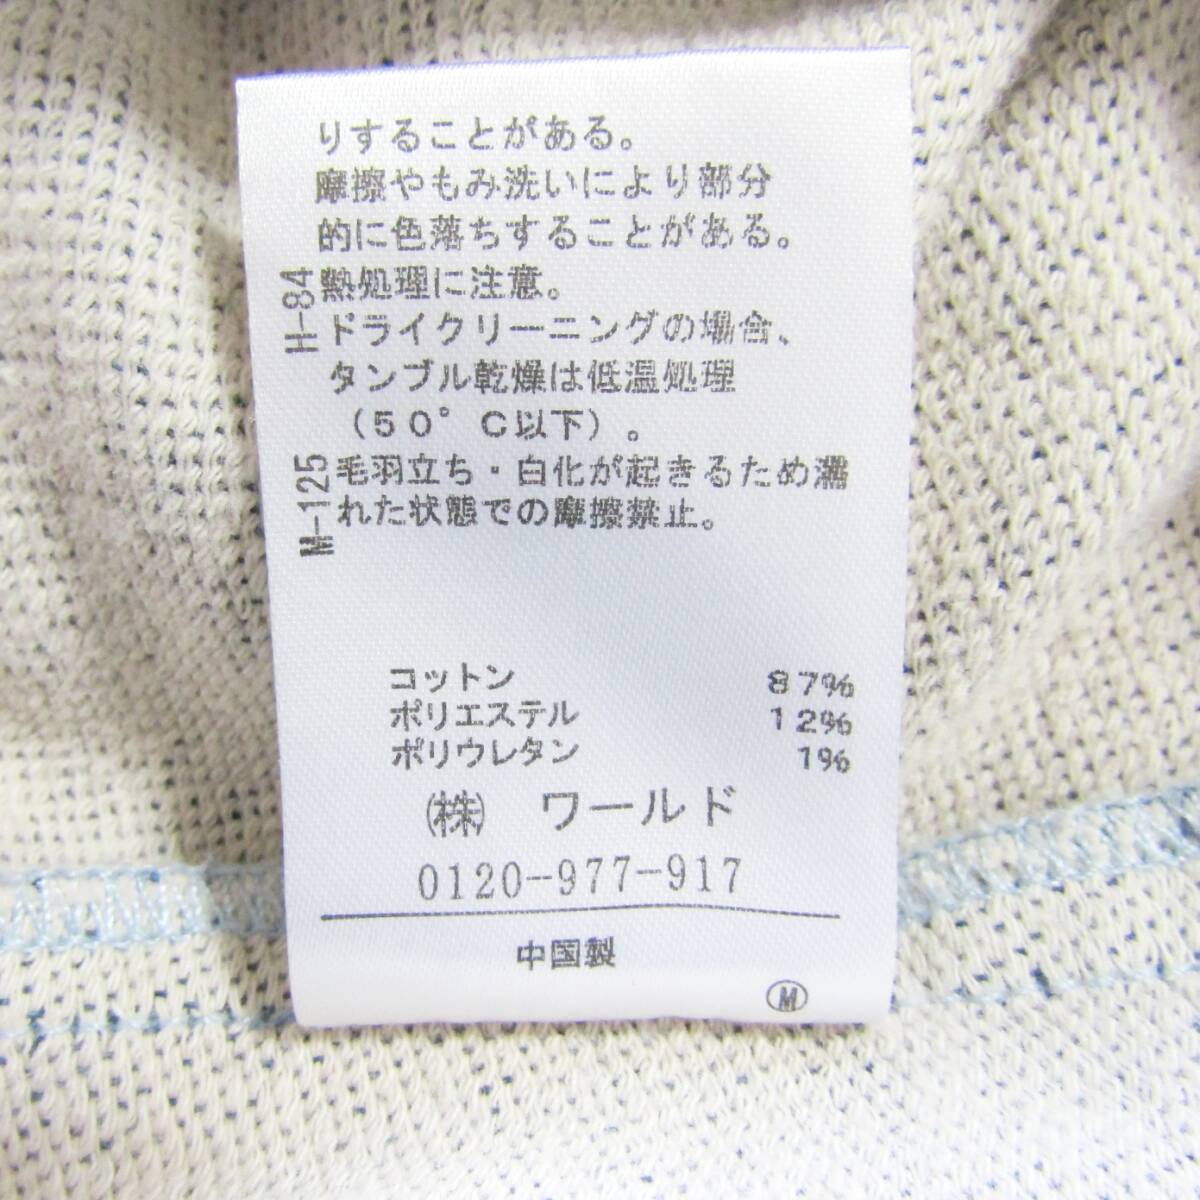 りすることがある。
摩擦やもみ洗いにより部分
的に色落ちすることがある。
H-84
熱処理に注意。
ドライクリーニングの場合、
タンブル乾燥は低温処理
(50°C以下)。
M-125
毛羽立ち・白化が起きるため濡
れた状態での摩擦禁止。
コットン 87%
ポリエステル 12%
ポリウレタン 1%
㈱ ワールド
0120-977-917
中国製
Ⓜ